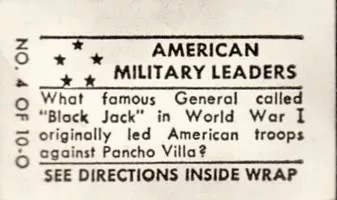 NO. 4 OF 10-O
AMERICAN
MILITARY LEADERS
What famous General called
"Black Jack" in World War I
originally led American troops
against Pancho Villa?
SEE DIRECTIONS INSIDE WRAP